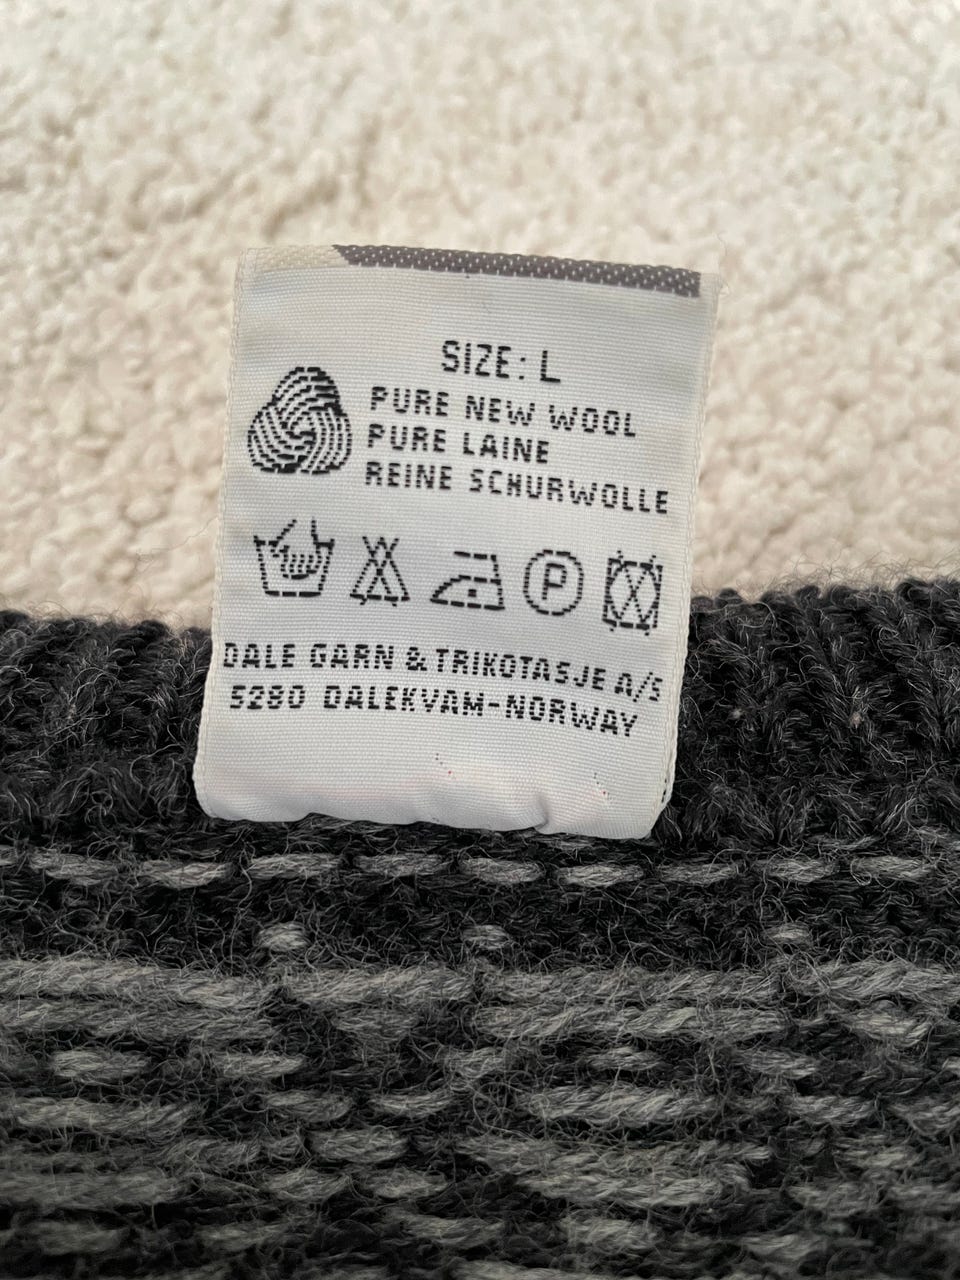 SIZE: L
PURE NEW WOOL
PURE LAINE
REINE SCHURWOLLE
P
DALE GARN & TRIKOTASJE A/S
5280 DALEKVAM-NORWAY